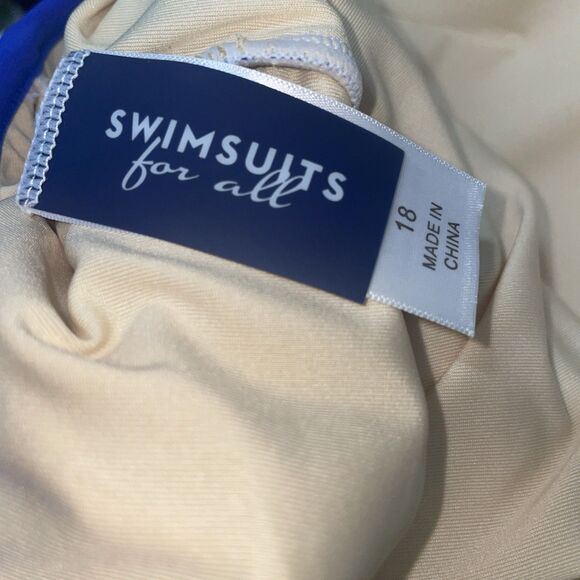 SWIMSUITS
for all
18
MADE IN
CHINA